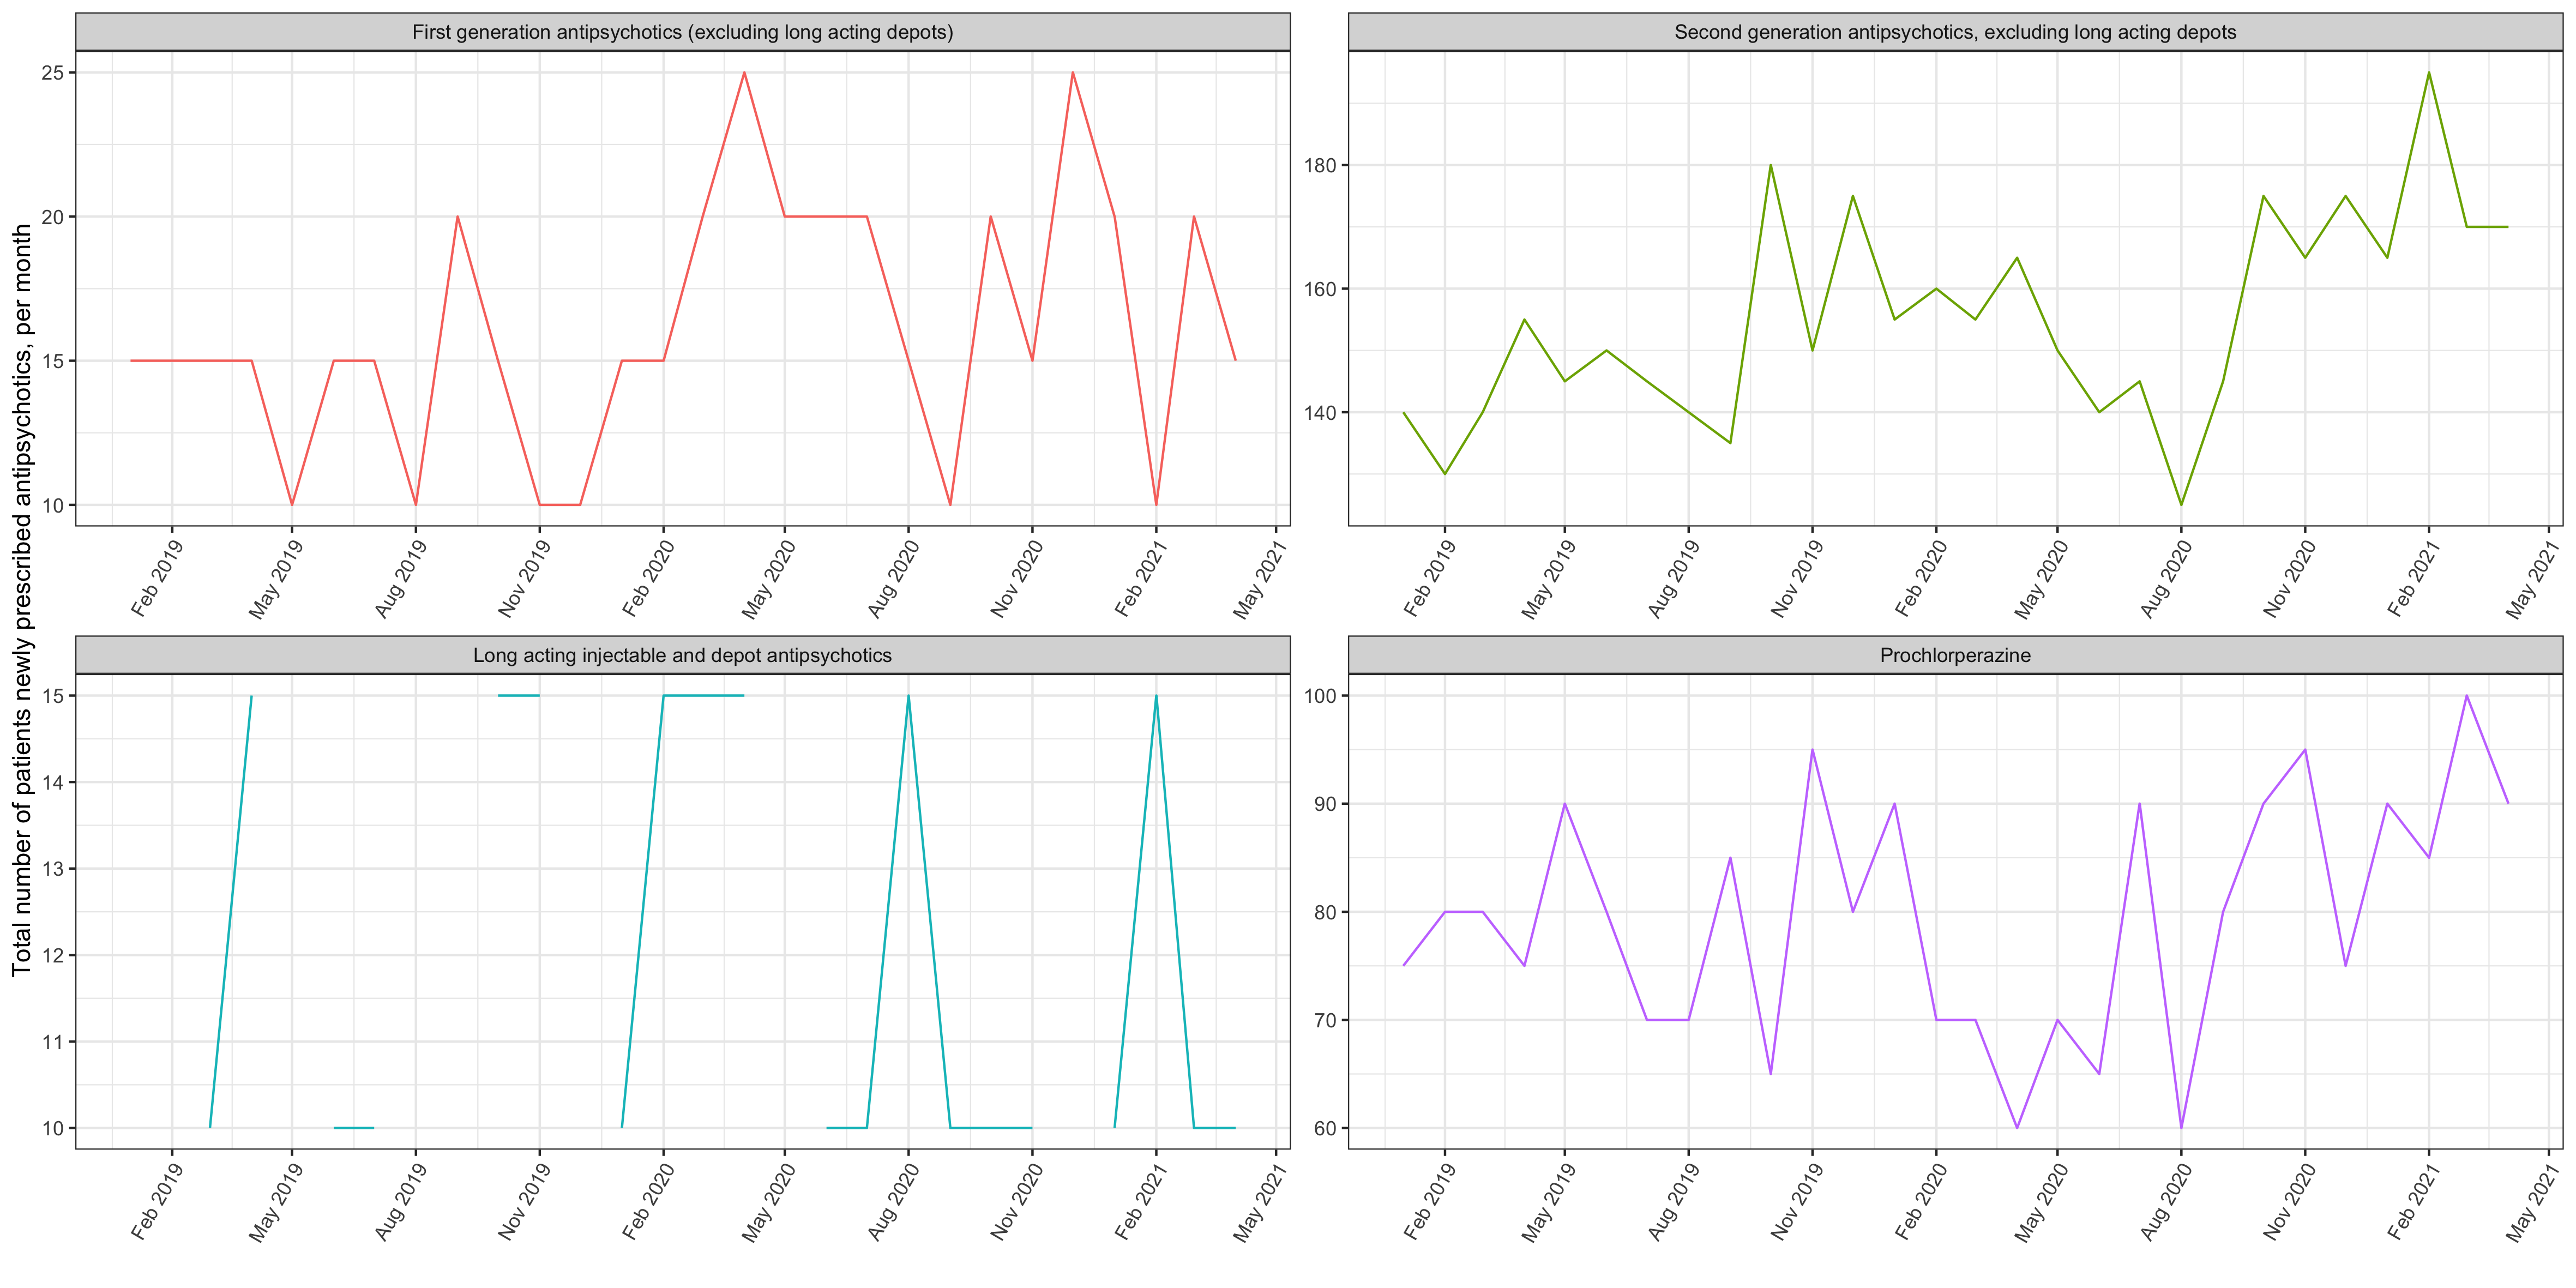 Total number of patients newly prescribed antipsychotics, per month
First generation antipsychotics (excluding long acting depots)
25
20
15
10
Feb 2019
May 2019
Aug 2019
Nov 2019
Feb 2020
May 2020
Aug 2020
Nov 2020
Feb 2021
May 2021
Second generation antipsychotics, excluding long acting depots
180
160
140
Feb 2019
May 2019
Aug 2019
Nov 2019
Feb 2020
May 2020
Aug 2020
Nov 2020
Feb 2021
May 2021
Long acting injectable and depot antipsychotics
15
14
13
12
11
10
Feb 2019
May 2019
Aug 2019
Nov 2019
Feb 2020
May 2020
Aug 2020
Nov 2020
Feb 2021
May 2021
Prochlorperazine
100
90
80
70
60
Feb 2019
May 2019
Aug 2019
Nov 2019
Feb 2020
May 2020
Aug 2020
Nov 2020
Feb 2021
May 2021